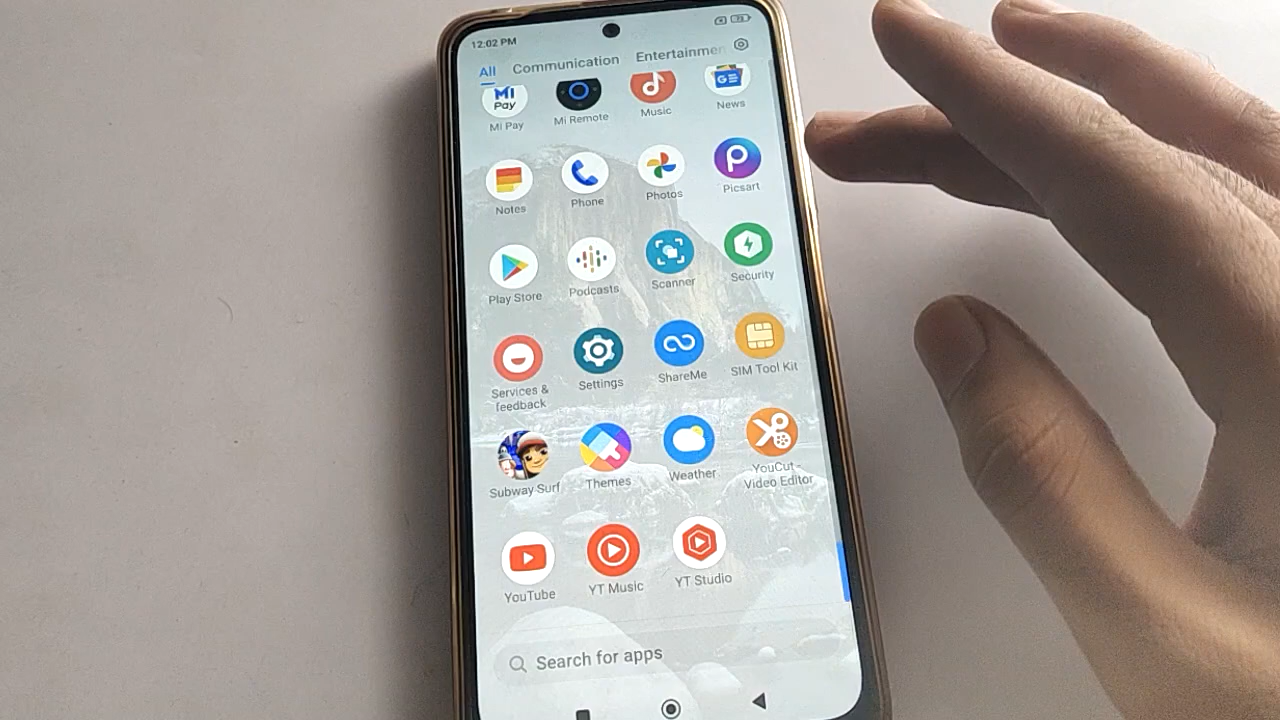 12:02 PM
All Communication Entertainmen
MI Pay
Mi Pay Mi Remote Music News
Notes Phone Photos Picsart
Play Store Podcasts Scanner Security
Services & feedback Settings ShareMe SIM Tool Kit
Subway Surf Themes Weather YouCut - Video Editor
YouTube YT Music YT Studio
Search for apps